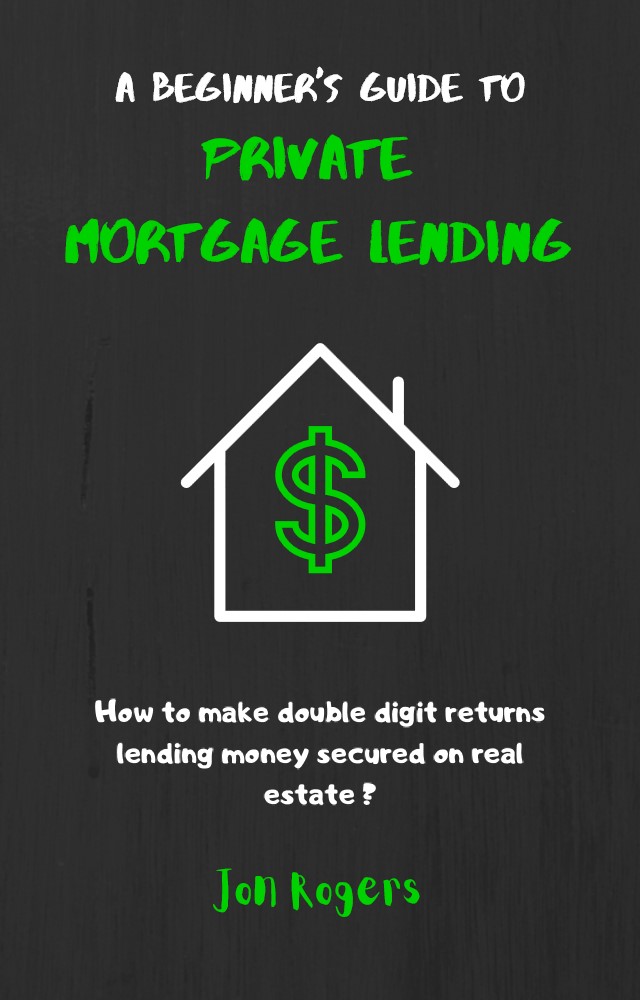 A BEGINNER'S GUIDE TO
PRIVATE
MORTGAGE LENDING
$
How to make double digit returns
lending money secured on real
estate ?
Jon Rogers